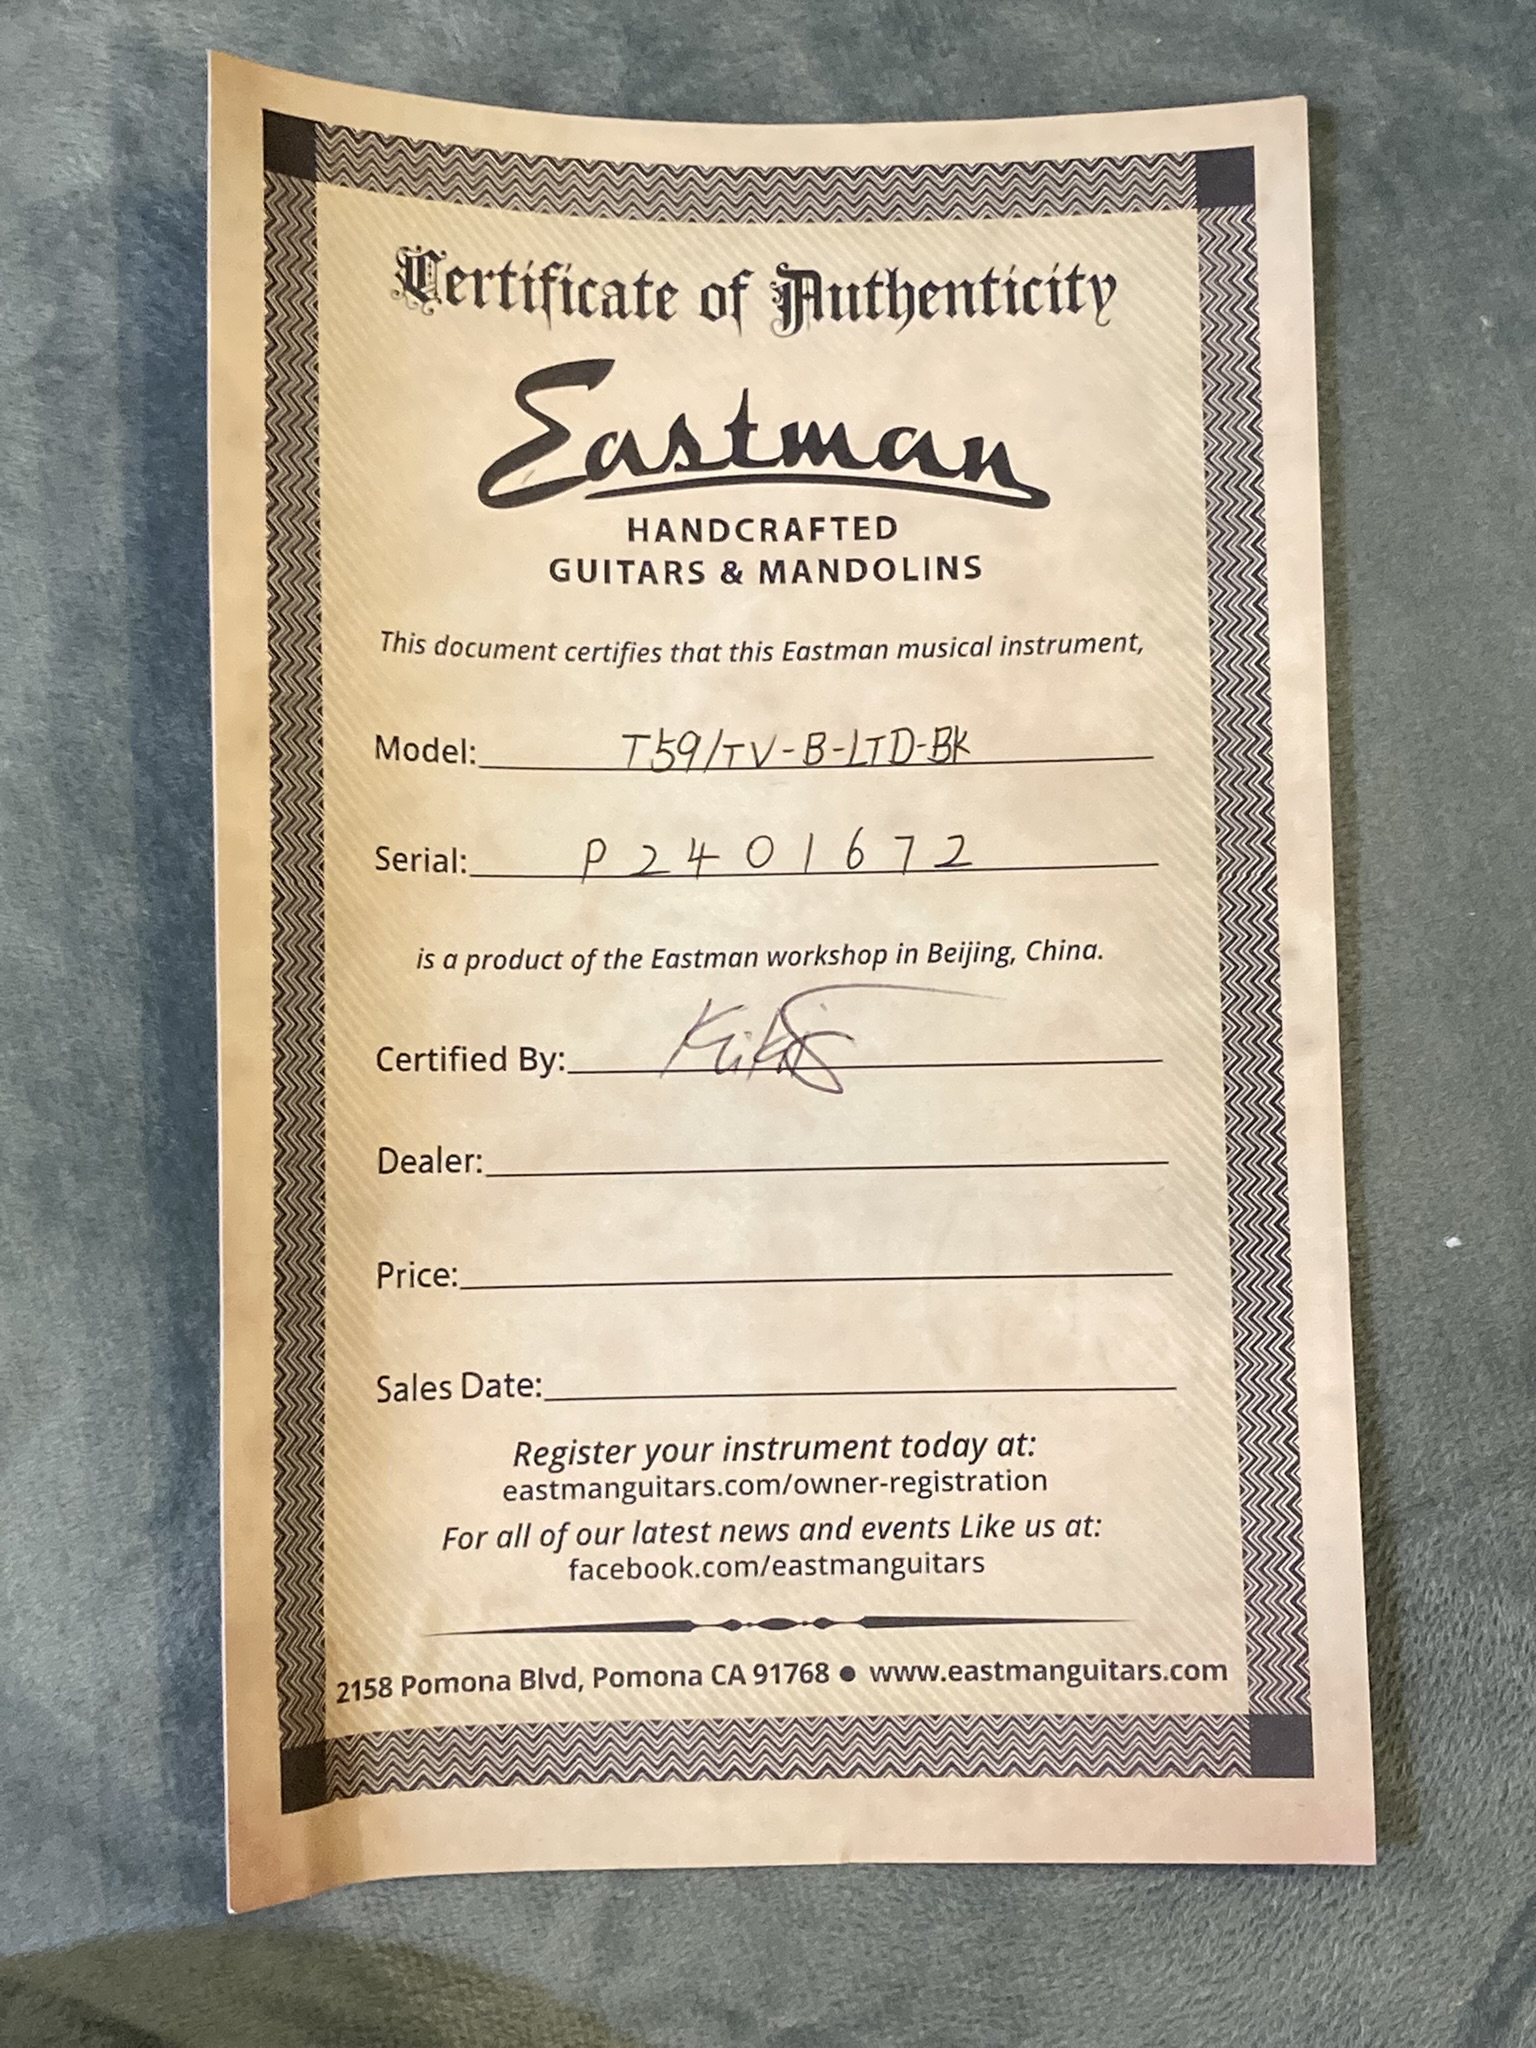 Certificate of Authenticity
Eastman
HANDCRAFTED
GUITARS & MANDOLINS
This document certifies that this Eastman musical instrument,
Model: T59/TV-B-LTD-BK
Serial: P2401672
is a product of the Eastman workshop in Beijing, China.
Certified By:
Dealer:
Price:
Sales Date:
Register your instrument today at:
eastmanguitars.com/owner-registration
For all of our latest news and events Like us at:
facebook.com/eastmanguitars
2158 Pomona Blvd, Pomona CA 91768 ● www.eastmanguitars.com